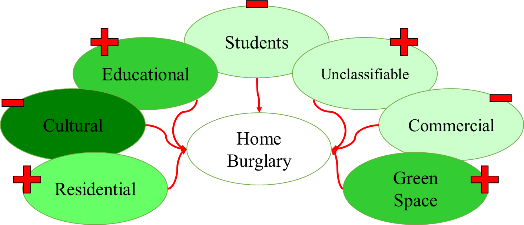 Students
Educational
Unclassifiable
Cultural
Home
Burglary
Commercial
Residential
Green
Space